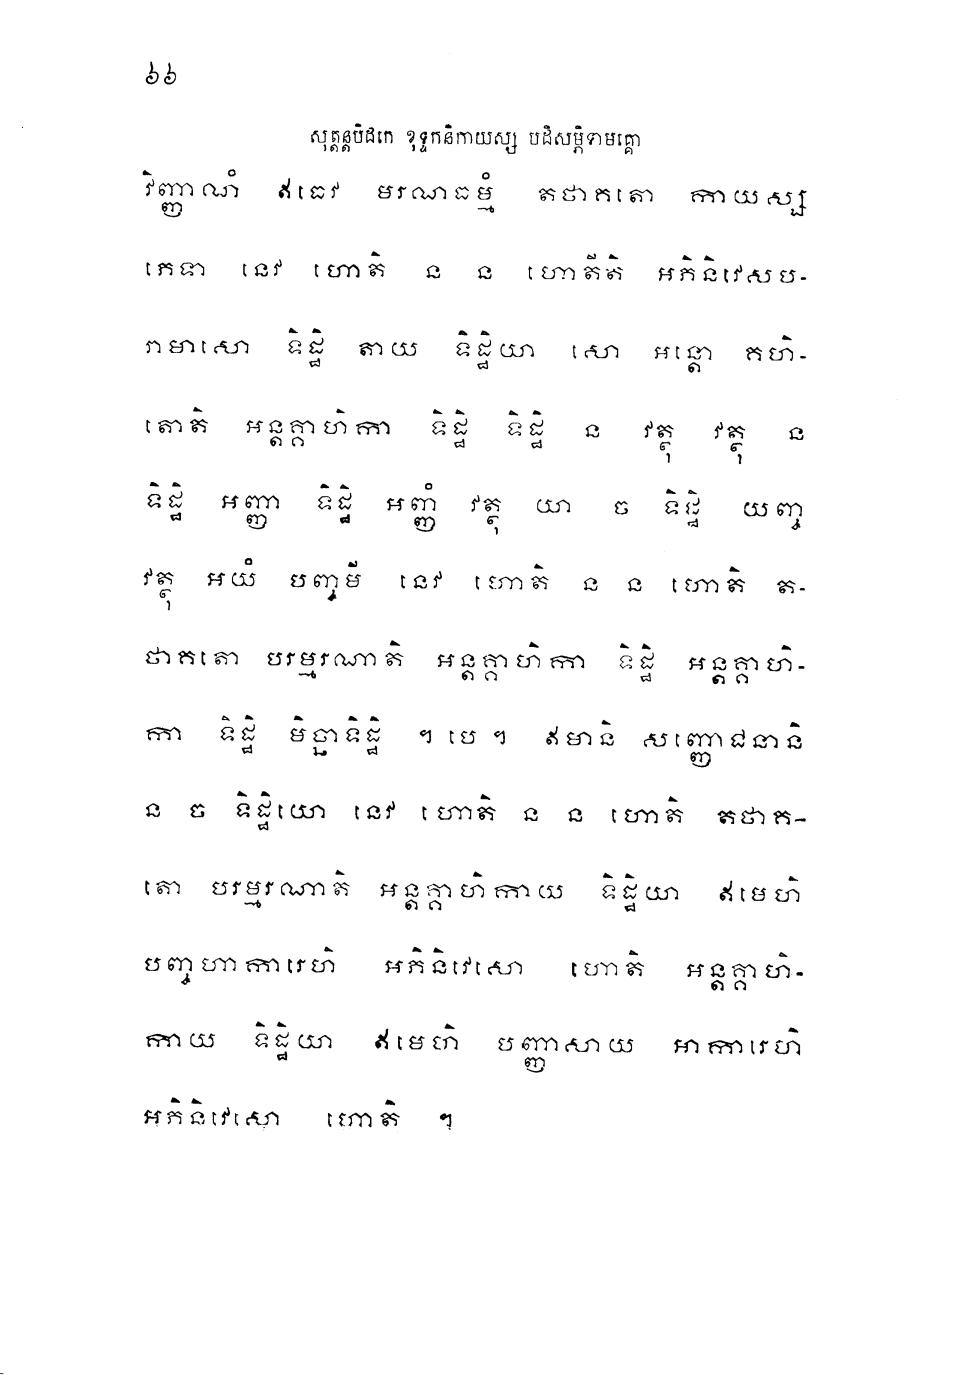 ៦៦
សុត្តន្តបិដកេ ខុទ្ទកនិកាយស្ស បដិសម្ភិទាមគ្គោ
វិញ្ញាណំ ឥធេវ មរណធម្មំ តថាគតោ កាយស្ស
ភេទា នេវ ហោតិ ន ន ហោតីតិ អភិនិវេសប-
រាមាសោ ទិដ្ឋិ តាយ ទិដ្ឋិយា សោ អន្តោ គហិ-
តោតិ អន្តគ្គាហិកា ទិដ្ឋិ ទិដ្ឋិ ន វត្ថុ វត្ថុ ន
ទិដ្ឋិ អញ្ញា ទិដ្ឋិ អញ្ញំ វត្ថុ យា ច ទិដ្ឋិ យញ្ច
វត្ថុ អយំ បញ្ចមី នេវ ហោតិ ន ន ហោតិ ត-
ថាគតោ បរម្មរណាតិ អន្តគ្គាហិកា ទិដ្ឋិ អន្តគ្គាហិ-
កា ទិដ្ឋិ មិច្ឆាទិដ្ឋិ ។ បេ ។ ឥមានិ សញ្ញោជនានិ
ន ច ទិដ្ឋិយោ នេវ ហោតិ ន ន ហោតិ តថាគ-
តោ បរម្មរណាតិ អន្តគ្គាហិកាយ ទិដ្ឋិយា ឥមេហិ
បញ្ចហាការេហិ អភិនិវេសោ ហោតិ អន្តគ្គាហិ-
កាយ ទិដ្ឋិយា ឥមេហិ បញ្ញាសាយ អាការេហិ
អភិនិវេសោ ហោតិ ។